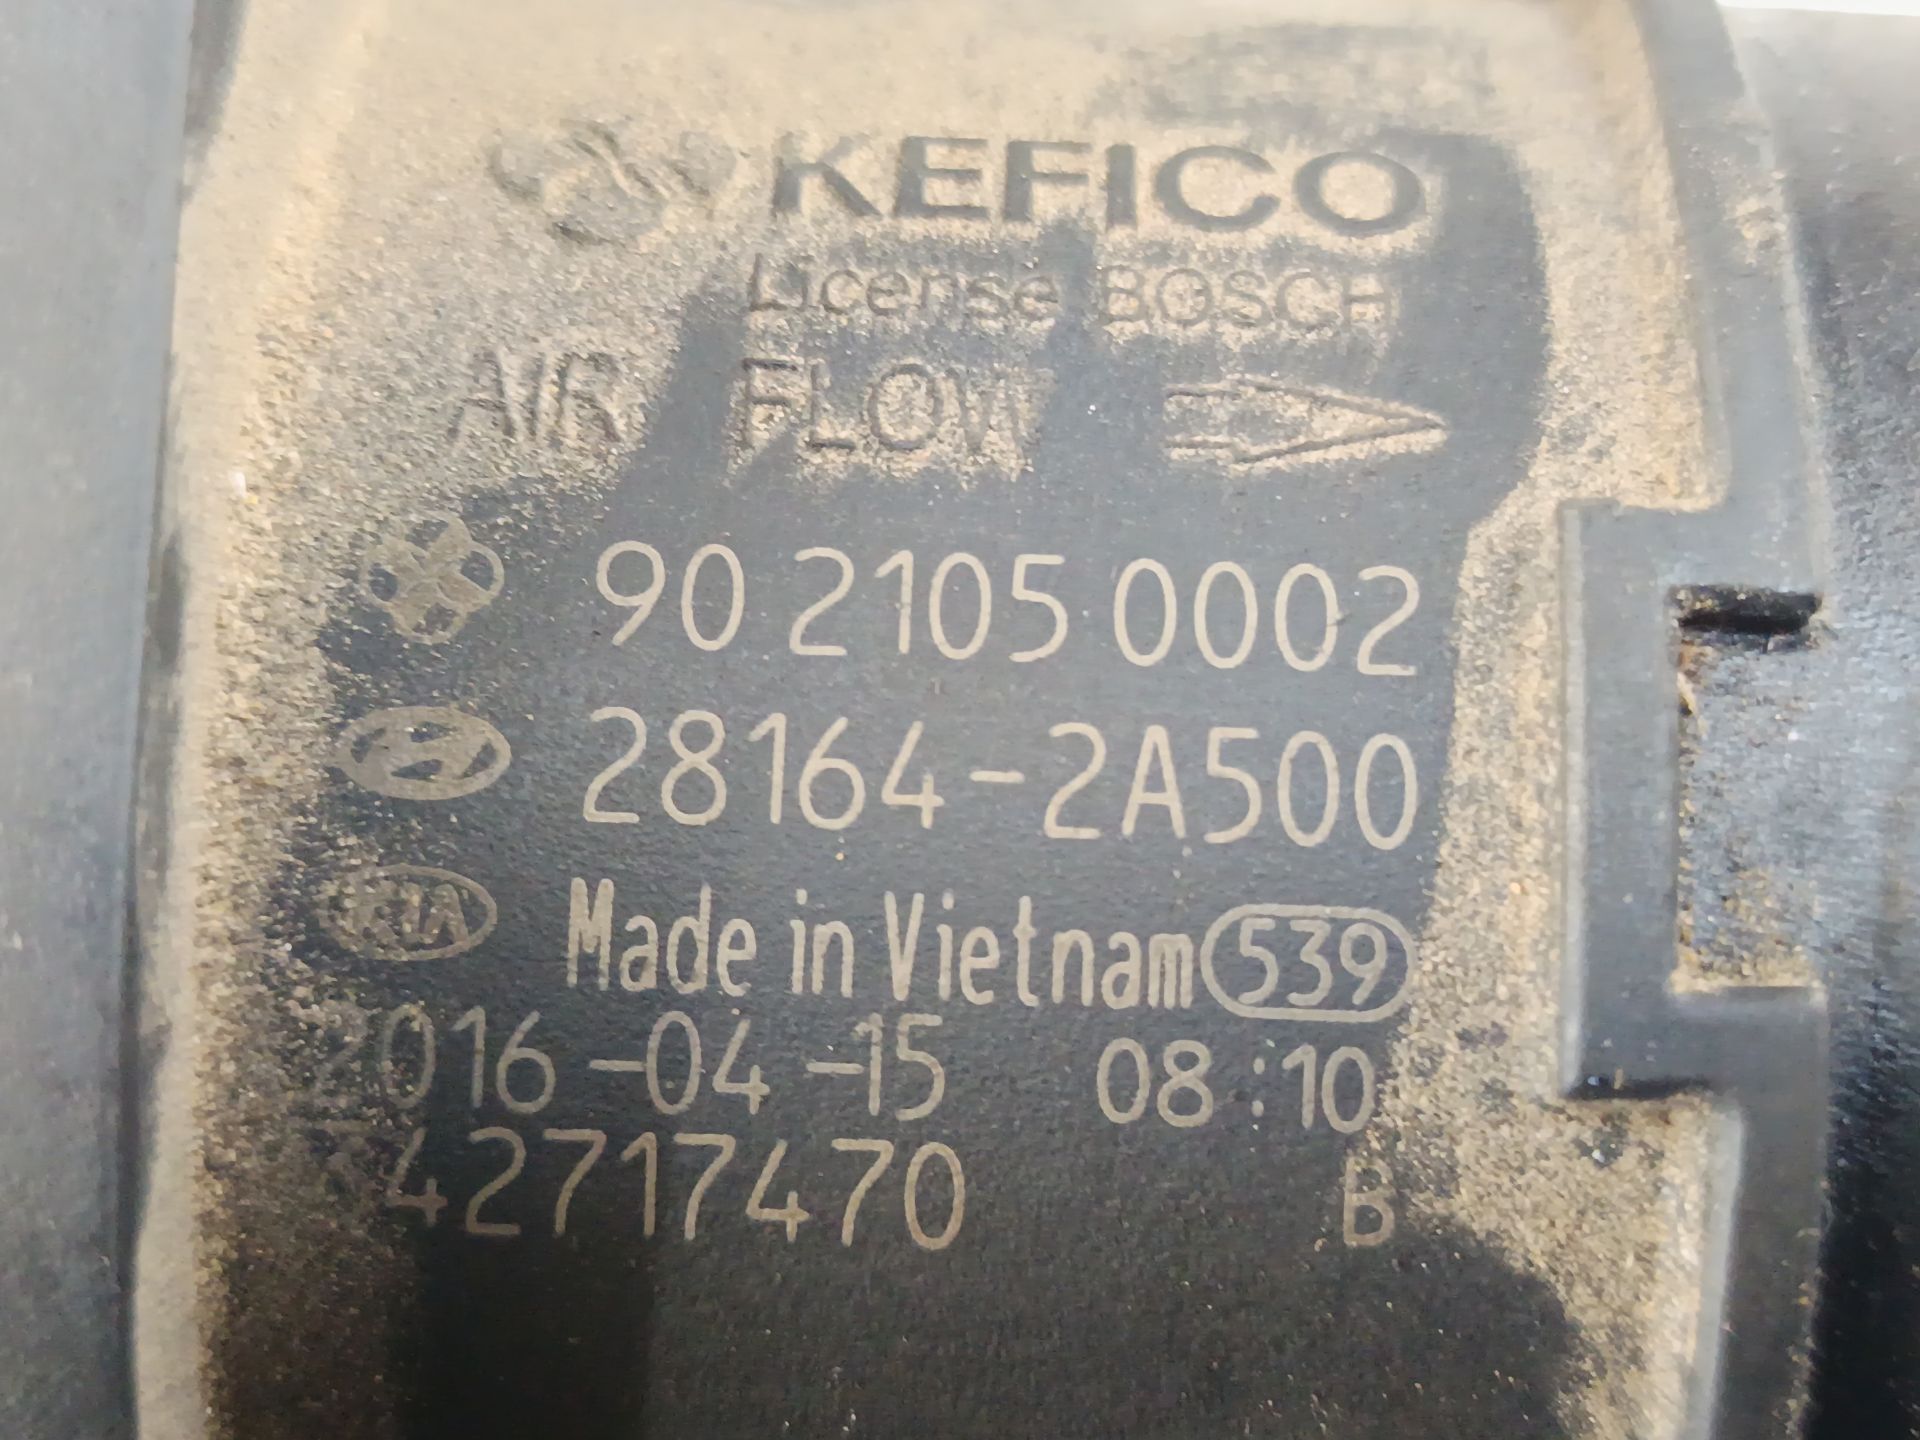 KEFICO
License BOSCH
AIR FLOW
90 2105 0002
28164-2A500
KIA Made in Vietnam 539
2016-04-15 08:10
42717470 B